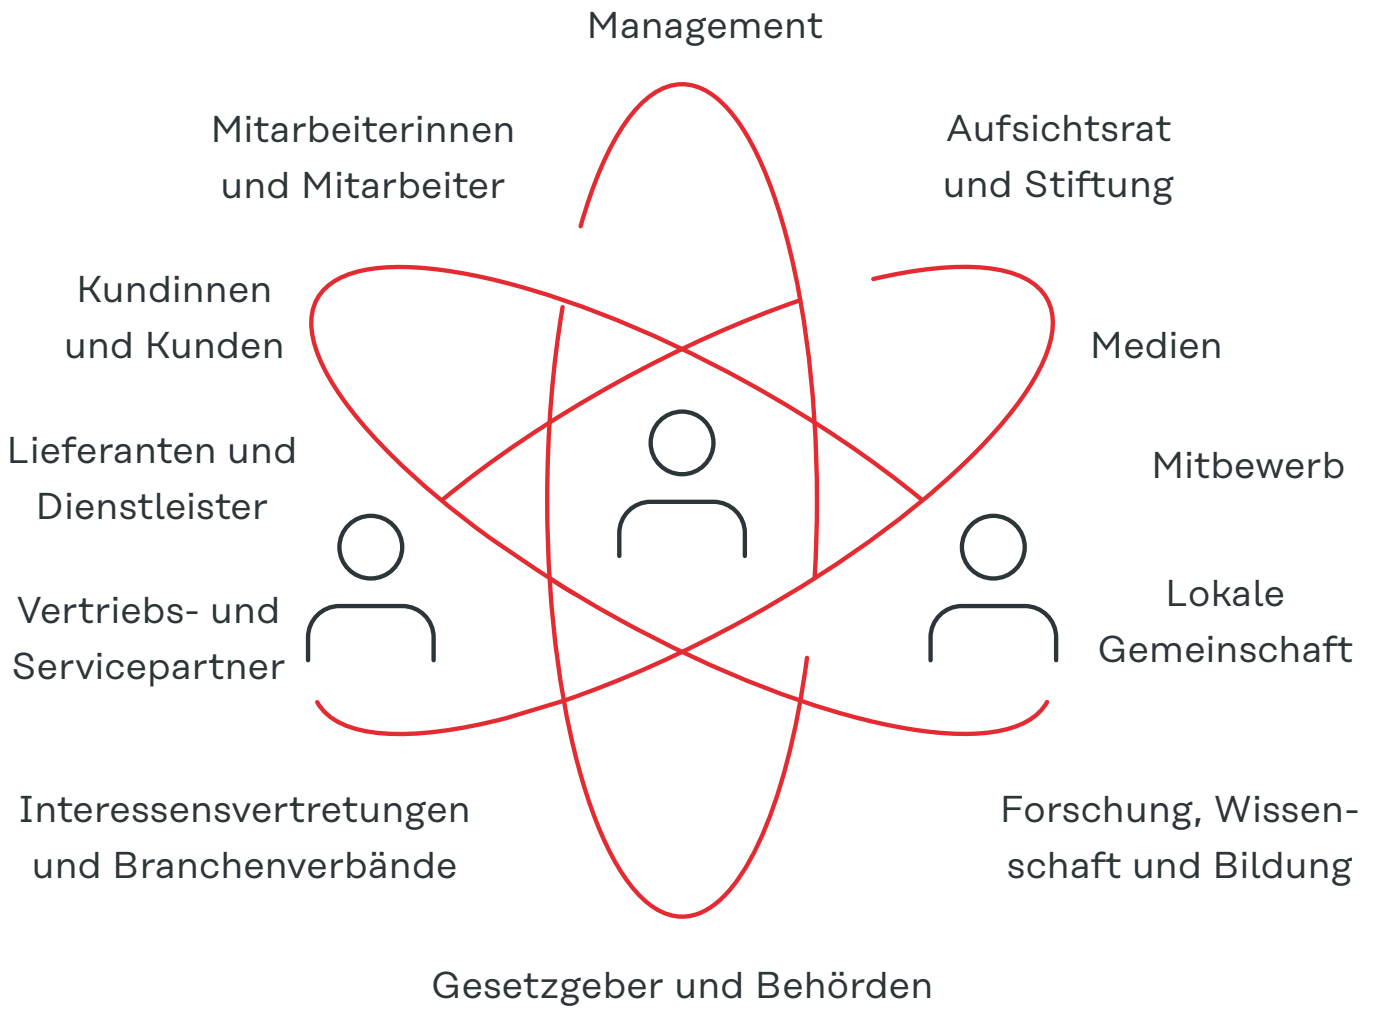 Management
Mitarbeiterinnen
und Mitarbeiter
Aufsichtsrat
und Stiftung
Kundinnen
und Kunden
Medien
Lieferanten und
Dienstleister
Mitbewerb
Vertriebs- und
Servicepartner
Lokale
Gemeinschaft
Interessensvertretungen
und Branchenverbände
Forschung, Wissen-
schaft und Bildung
Gesetzgeber und Behörden